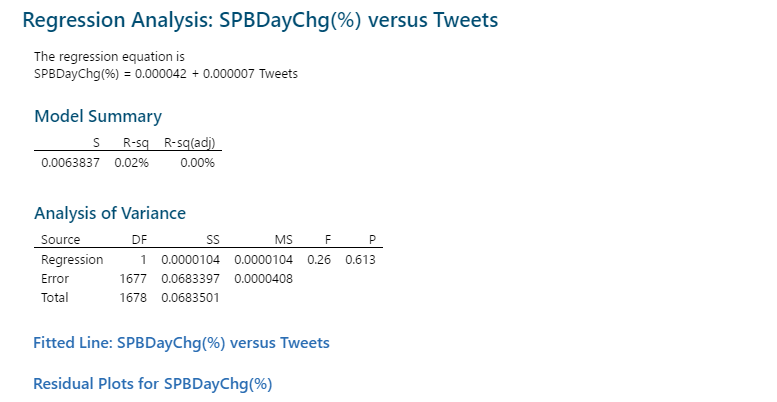 Regression Analysis: SPBDayChg(%) versus Tweets
The regression equation is
SPBDayChg(%) = 0.000042 + 0.000007 Tweets
Model Summary
S R-sq R-sq(adj)
0.0063837 0.02% 0.00%
Analysis of Variance
Source DF SS MS F P
Regression 1 0.0000104 0.0000104 0.26 0.613
Error 1677 0.0683397 0.0000408
Total 1678 0.0683501
Fitted Line: SPBDayChg(%) versus Tweets
Residual Plots for SPBDayChg(%)